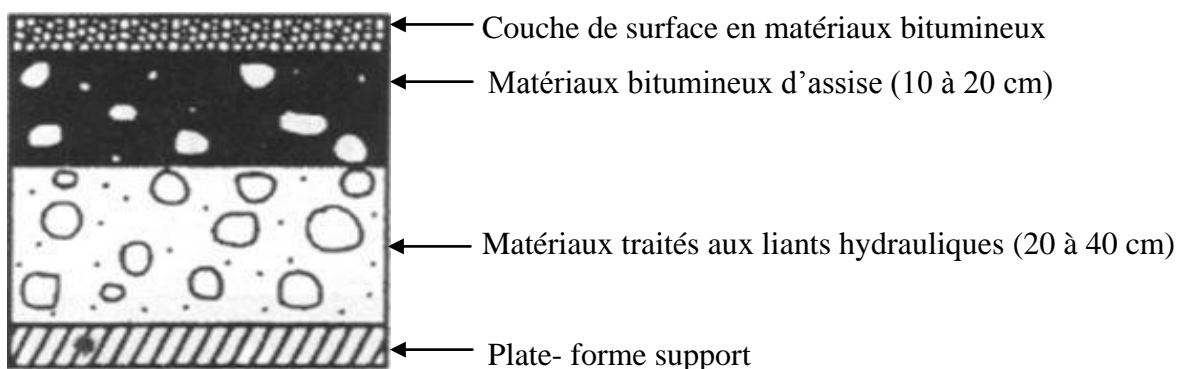 Couche de surface en matériaux bitumineux
Matériaux bitumineux d’assise (10 à 20 cm)
Matériaux traités aux liants hydrauliques (20 à 40 cm)
Plate- forme support